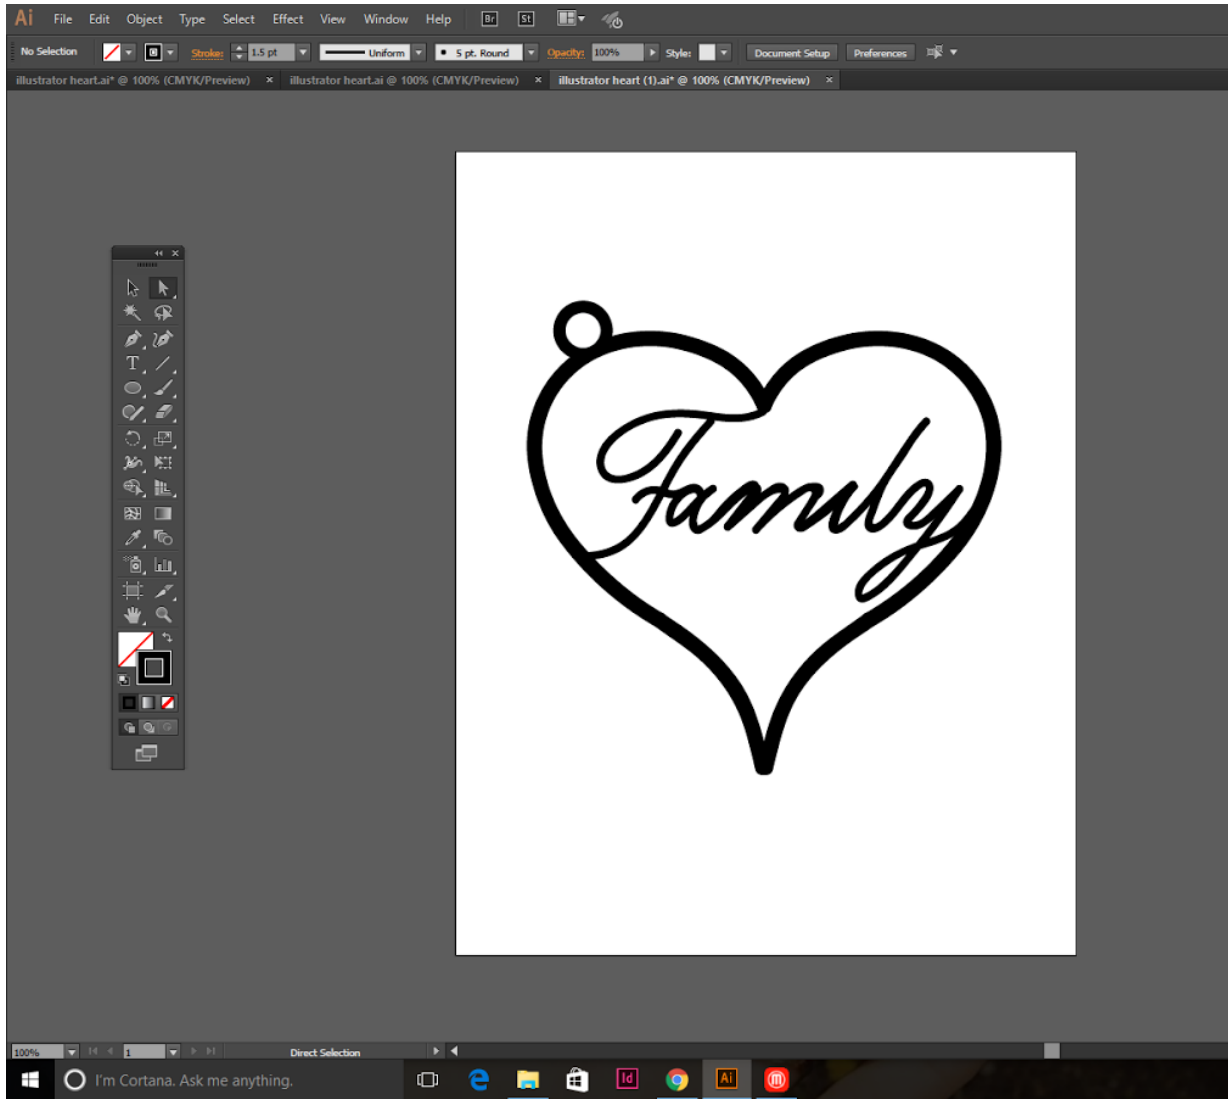 Ai File Edit Object Type Select Effect View Window Help Br St
No Selection Stroke: 1.5 pt Uniform 5 pt. Round Opacity: 100% Style: Document Setup Preferences
illustrator heart.ai* @ 100% (CMYK/Preview) × illustrator heart.ai @ 100% (CMYK/Preview) × illustrator heart (1).ai* @ 100% (CMYK/Preview) ×
Family
100% 1 Direct Selection
I'm Cortana. Ask me anything. Id Ai